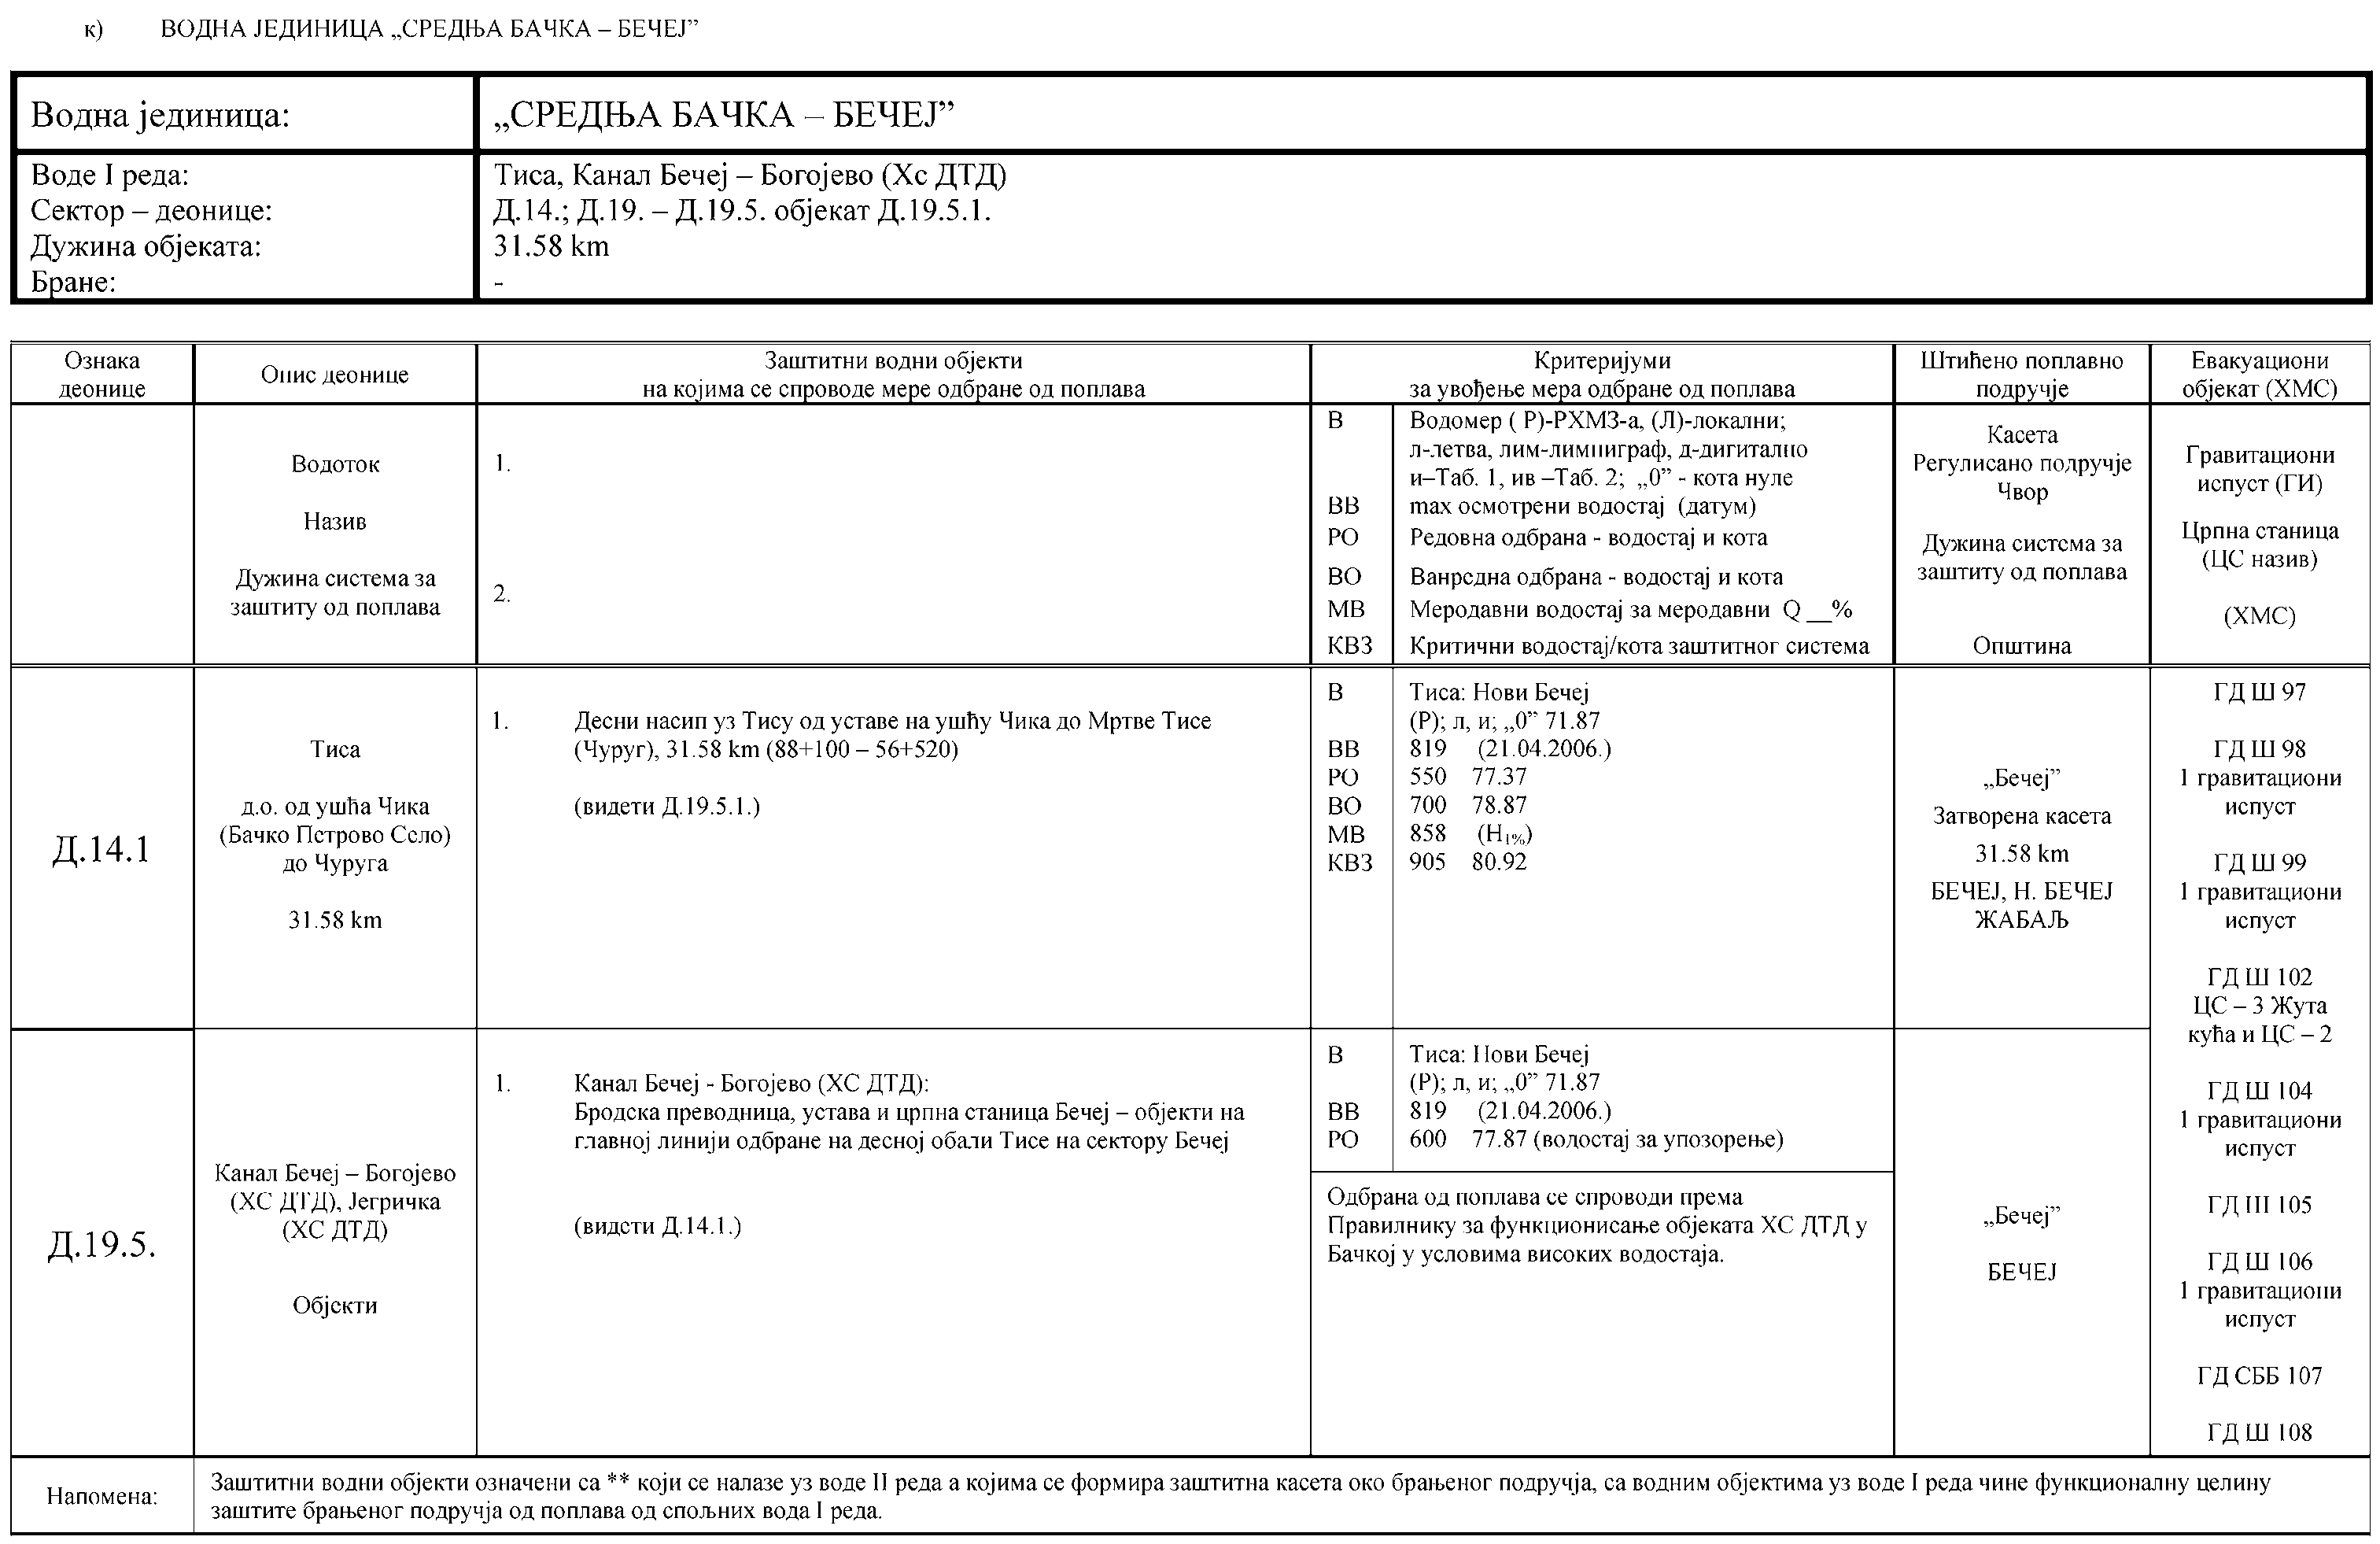 к) ВОДНА ЈЕДИНИЦА „СРЕДЊА БАЧКА – БЕЧЕЈ”
Водна јединица: „СРЕДЊА БАЧКА – БЕЧЕЈ”
Воде I реда: Тиса, Канал Бечеј – Богојево (Хс ДТД)
Сектор – деонице: Д.14.; Д.19. – Д.19.5. објекат Д.19.5.1.
Дужина објеката: 31.58 km
Бране: -
Ознака
деонице
Опис деонице
Заштитни водни објекти
на којима се спроводе мере одбране од поплава
Критеријуми
за увођење мера одбране од поплава
Штићено поплавно
подручје
Евакуациони
објекат (ХМС)
Водоток
Назив
Дужина система за
заштиту од поплава
1.
2.
В Водомер ( Р)-РХМЗ-а, (Л)-локални;
л-летва, лим-лимниграф, д-дигитално
и–Таб. 1, ив –Таб. 2; „0” - кота нуле
ВВ max осмотрени водостај (датум)
РО Редовна одбрана - водостај и кота
ВО Ванредна одбрана - водостај и кота
МВ Меродавни водостај за меродавни Q __%
КВЗ Критични водостај/кота заштитног система
Касета
Регулисано подручје
Чвор
Дужина система за
заштиту од поплава
Општина
Гравитациони
испуст (ГИ)
Црпна станица
(ЦС назив)
(ХМС)
Д.14.1
Тиса
д.о. од ушћа Чика
(Бачко Петрово Село)
до Чуруга
31.58 km
1. Десни насип уз Тису од уставе на ушћу Чика до Мртве Тисе
(Чуруг), 31.58 km (88+100 – 56+520)
(видети Д.19.5.1.)
В Тиса: Нови Бечеј
(Р); л, и; „0” 71.87
ВВ 819 (21.04.2006.)
РО 550 77.37
ВО 700 78.87
МВ 858 (H1%)
КВЗ 905 80.92
„Бечеј”
Затворена касета
31.58 km
БЕЧЕЈ, Н. БЕЧЕЈ
ЖАБАЉ
ГД Ш 97
ГД Ш 98
1 гравитациони
испуст
ГД Ш 99
1 гравитациони
испуст
ГД Ш 102
ЦС – 3 Жута
кућа и ЦС – 2
ГД Ш 104
1 гравитациони
испуст
ГД Ш 105
ГД Ш 106
1 гравитациони
испуст
ГД СББ 107
ГД Ш 108
Д.19.5.
Канал Бечеј – Богојево
(ХС ДТД), Јегричка
(ХС ДТД)
Објекти
1. Канал Бечеј - Богојево (ХС ДТД):
Бродска преводница, устава и црпна станица Бечеј – објекти на
главној линији одбране на десној обали Тисе на сектору Бечеј
(видети Д.14.1.)
В Тиса: Нови Бечеј
(Р); л, и; „0” 71.87
ВВ 819 (21.04.2006.)
РО 600 77.87 (водостај за упозорење)
Одбрана од поплава се спроводи према
Правилнику за функционисање објеката ХС ДТД у
Бачкој у условима високих водостаја.
„Бечеј”
БЕЧЕЈ
Напомена: Заштитни водни објекти означени са ** који се налазе уз воде II реда а којима се формира заштитна касета око брањеног подручја, са водним објектима уз воде I реда чине функционалну целину
заштите брањеног подручја од поплава од спољних вода I реда.